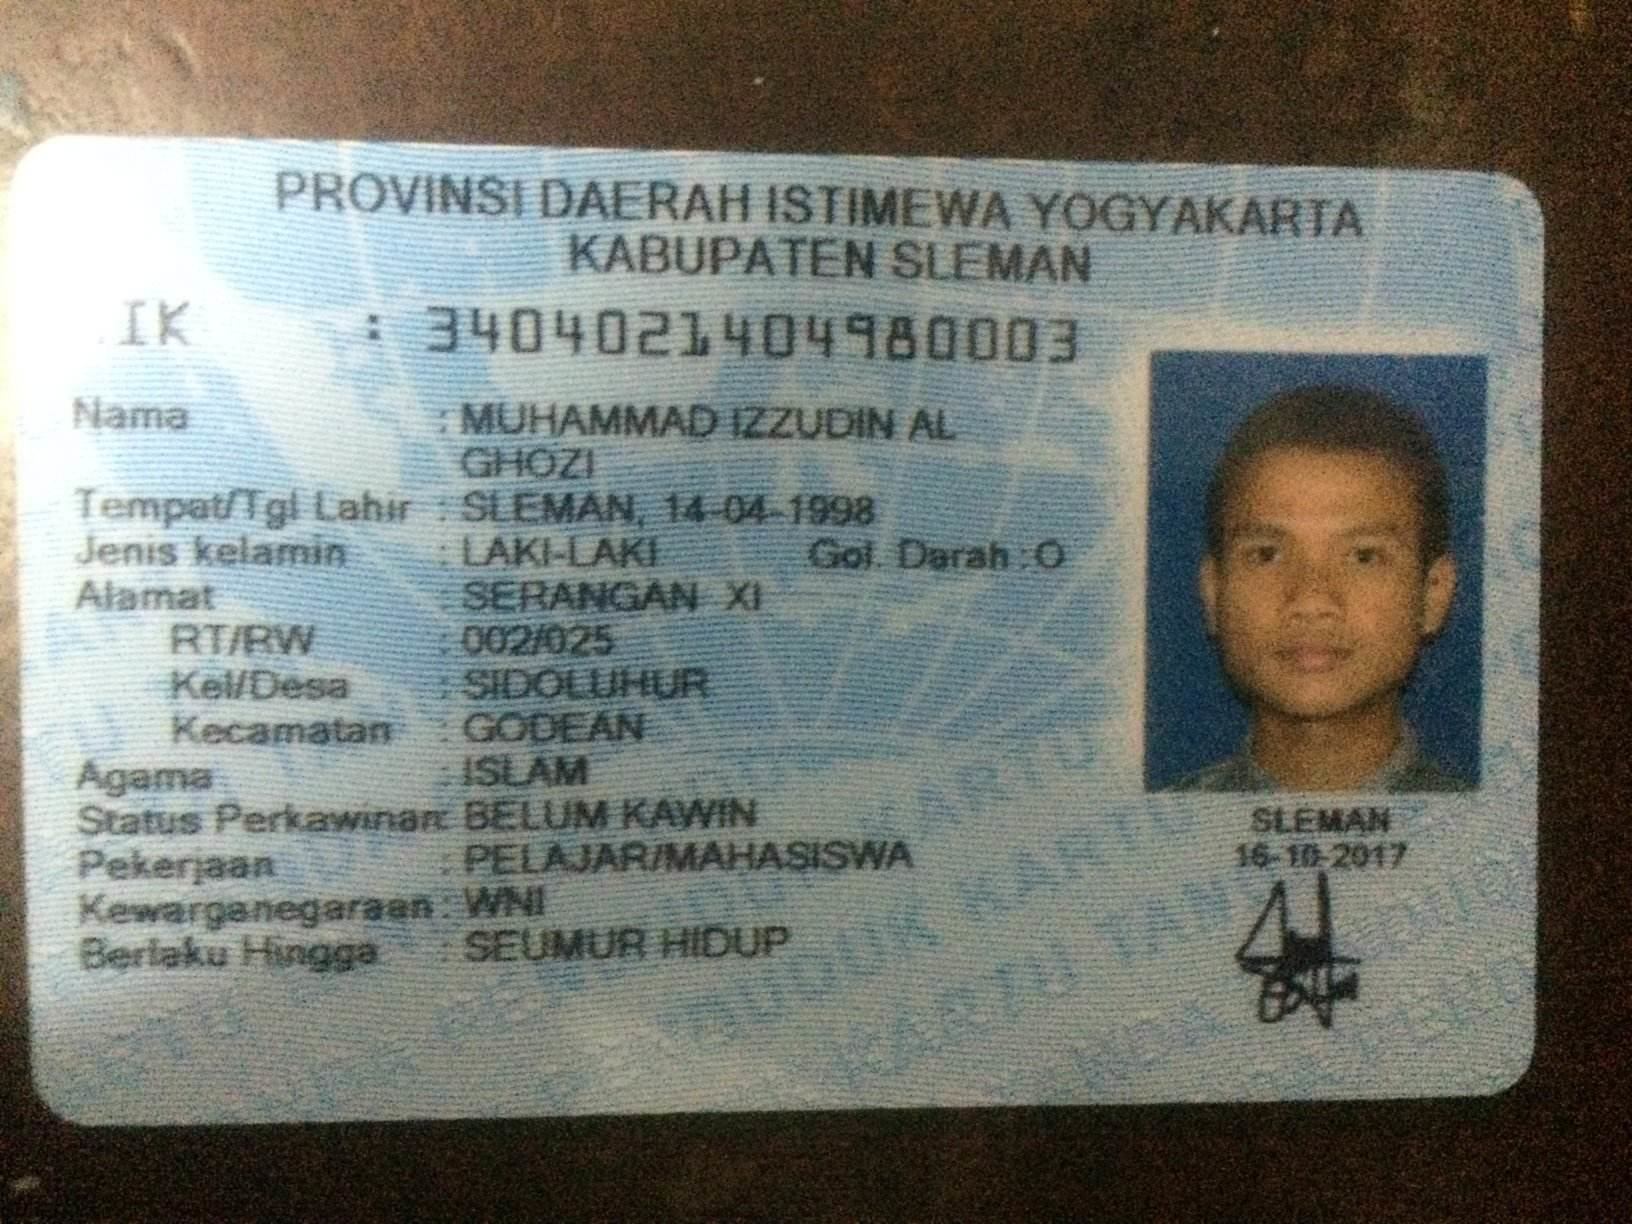 PROVINSI DAERAH ISTIMEWA YOGYAKARTA
KABUPATEN SLEMAN
IK : 3404021404980003
Nama : MUHAMMAD IZZUDIN AL
GHOZI
Tempat/Tgl Lahir : SLEMAN, 14-04-1998
Jenis kelamin : LAKI-LAKI Gol. Darah : O
Alamat : SERANGAN XI
RT/RW : 002/025
Kel/Desa : SIDOLUHUR
Kecamatan : GODEAN
Agama : ISLAM
Status Perkawinan: BELUM KAWIN
Pekerjaan : PELAJAR/MAHASISWA
Kewarganegaraan : WNI
Berlaku Hingga : SEUMUR HIDUP
SLEMAN
16-10-2017